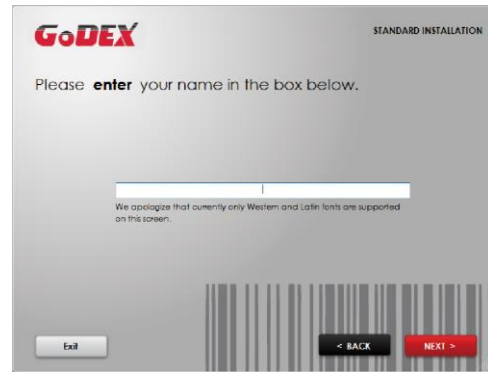 GoDEX
STANDARD INSTALLATION
Please enter your name in the box below.
We apologize that currently only Western and Latin fonts are supported
on this screen.
Exit
< BACK
NEXT >